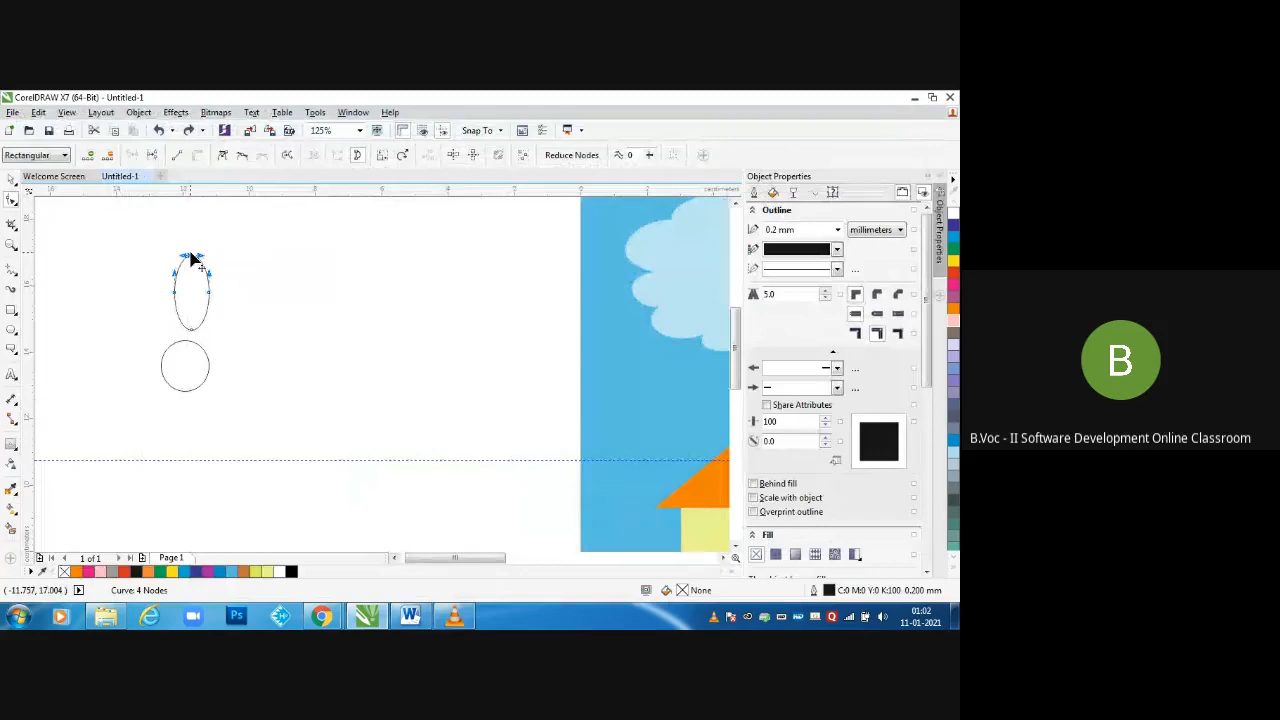 CorelDRAW X7 (64-Bit) - Untitled-1
File Edit View Layout Object Effects Bitmaps Text Table Tools Window Help
125% Snap To
Rectangular Reduce Nodes 0
Welcome Screen Untitled-1
Object Properties
centimeters
Outline
0.2 mm millimeters
5.0
Share Attributes
100
0.0
Behind fill
Scale with object
Overprint outline
Fill
Object Properties
1 of 1 Page 1
(-11.757, 17.004) Curve: 4 Nodes None C:0 M:0 Y:0 K:100 0.200 mm
01:02
11-01-2021
B
B.Voc - II Software Development Online Classroom